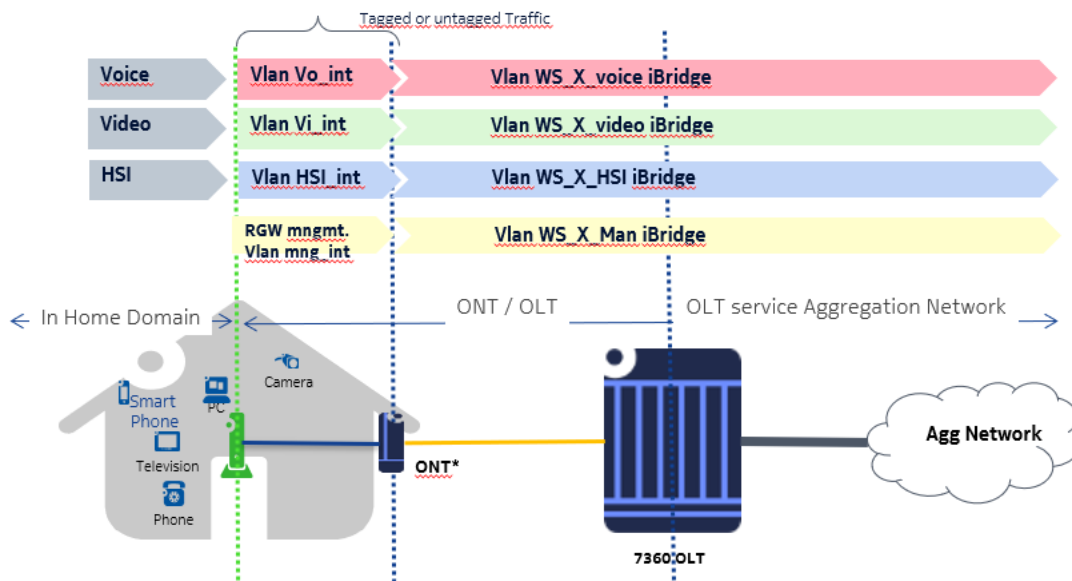 Tagged or untagged Traffic
Voice
Vlan Vo_int
Vlan WS_X_voice iBridge
Video
Vlan Vi_int
Vlan WS_X_video iBridge
HSI
Vlan HSI_int
Vlan WS_X_HSI iBridge
RGW mngmt.
Vlan mng_int
Vlan WS_X_Man iBridge
In Home Domain
ONT / OLT
OLT service Aggregation Network
Camera
PC
Smart
Phone
Television
Phone
ONT*
Agg Network
7360 OLT